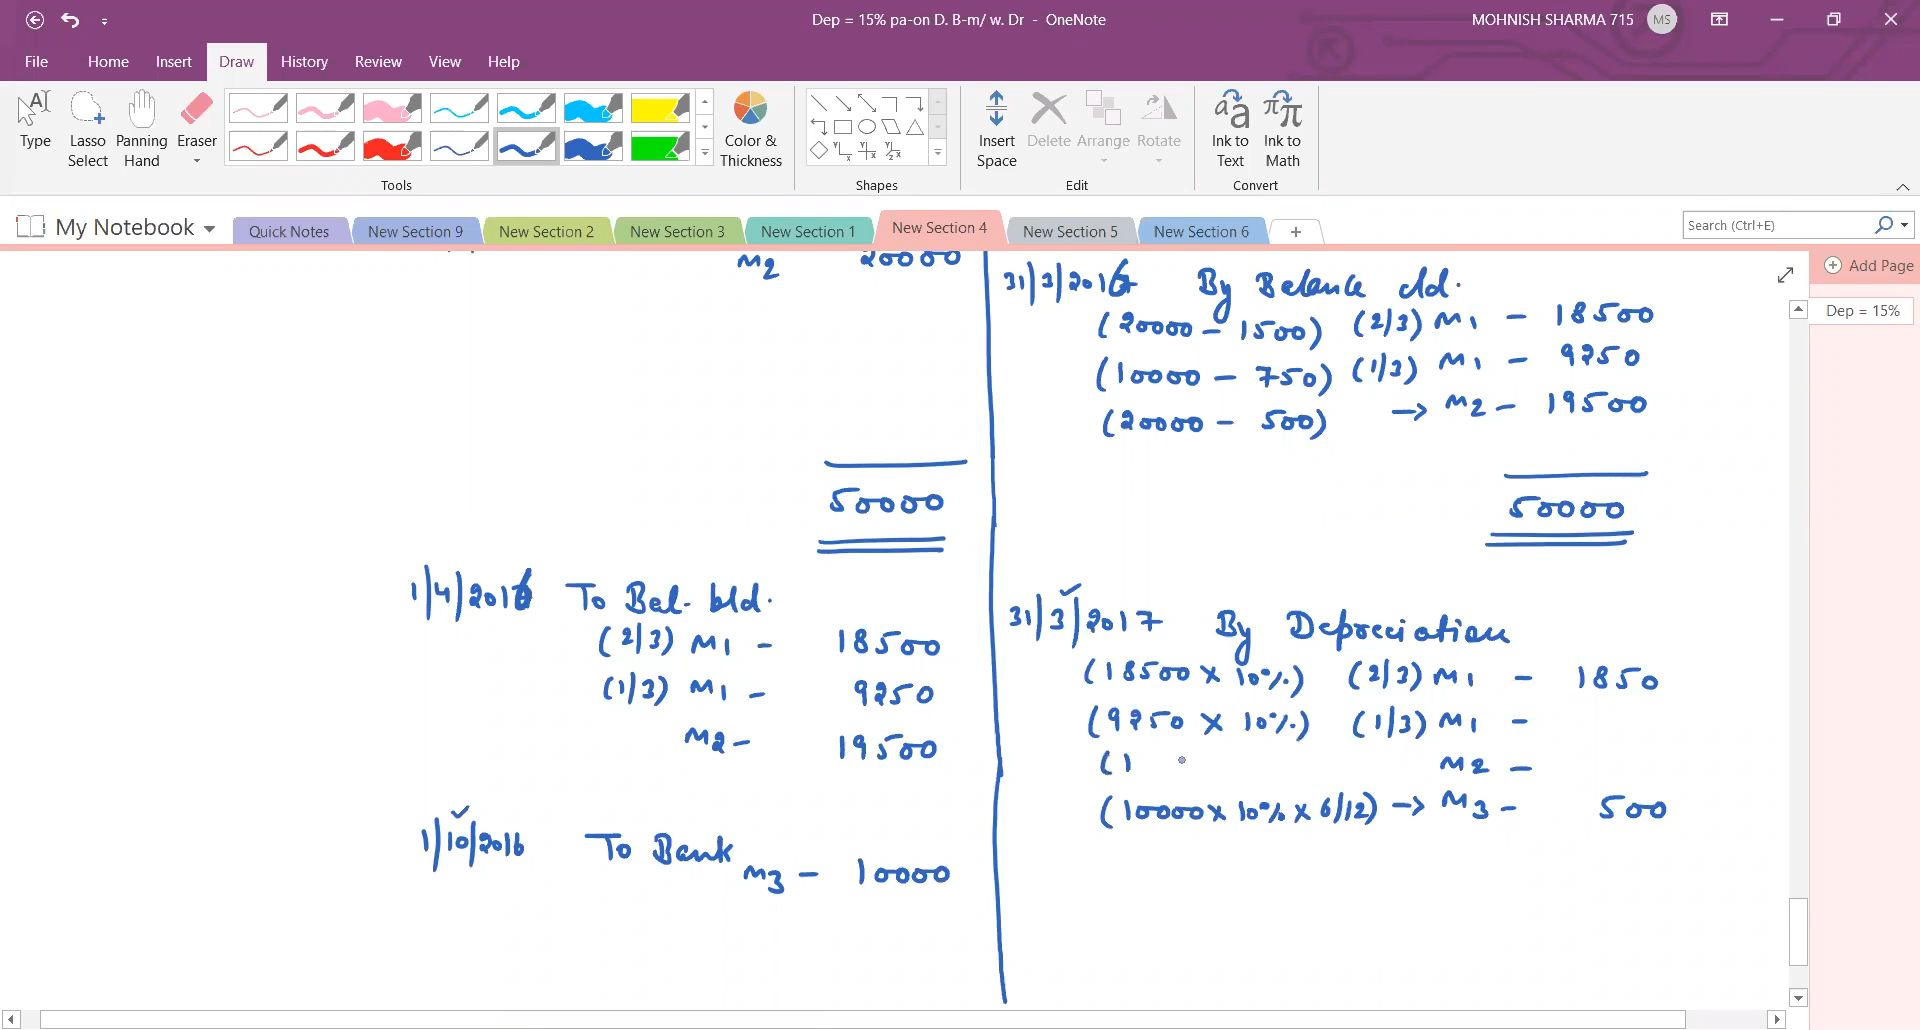 Dep = 15% pa-on D. B-m/ w. Dr - OneNote
MOHNISH SHARMA 715
MS
File
Home
Insert
Draw
History
Review
View
Help
Type
Lasso Select
Panning Hand
Eraser
Color & Thickness
Insert Space
Delete
Arrange
Rotate
Ink to Text
Ink to Math
Tools
Shapes
Edit
Convert
My Notebook
Quick Notes
New Section 9
New Section 2
New Section 3
New Section 1
New Section 4
New Section 5
New Section 6
+
Search (Ctrl+E)
Add Page
Dep = 15%
M2 20000
50000
1/4/2016 To Bal. b/d.
(2/3) M1 - 18500
(1/3) M1 - 9250
M2 - 19500
1/10/2016 To Bank
M3 - 10000
31/3/2016 By Balance c/d.
(20000 - 1500) (2/3) M1 - 18500
(10000 - 750) (1/3) M1 - 9250
(20000 - 500) → M2 - 19500
50000
31/3/2017 By Depreciation
(18500 × 10%) (2/3) M1 - 1850
(9250 × 10%) (1/3) M1 -
(1 M2 -
(10000 × 10% × 6/12) → M3 - 500